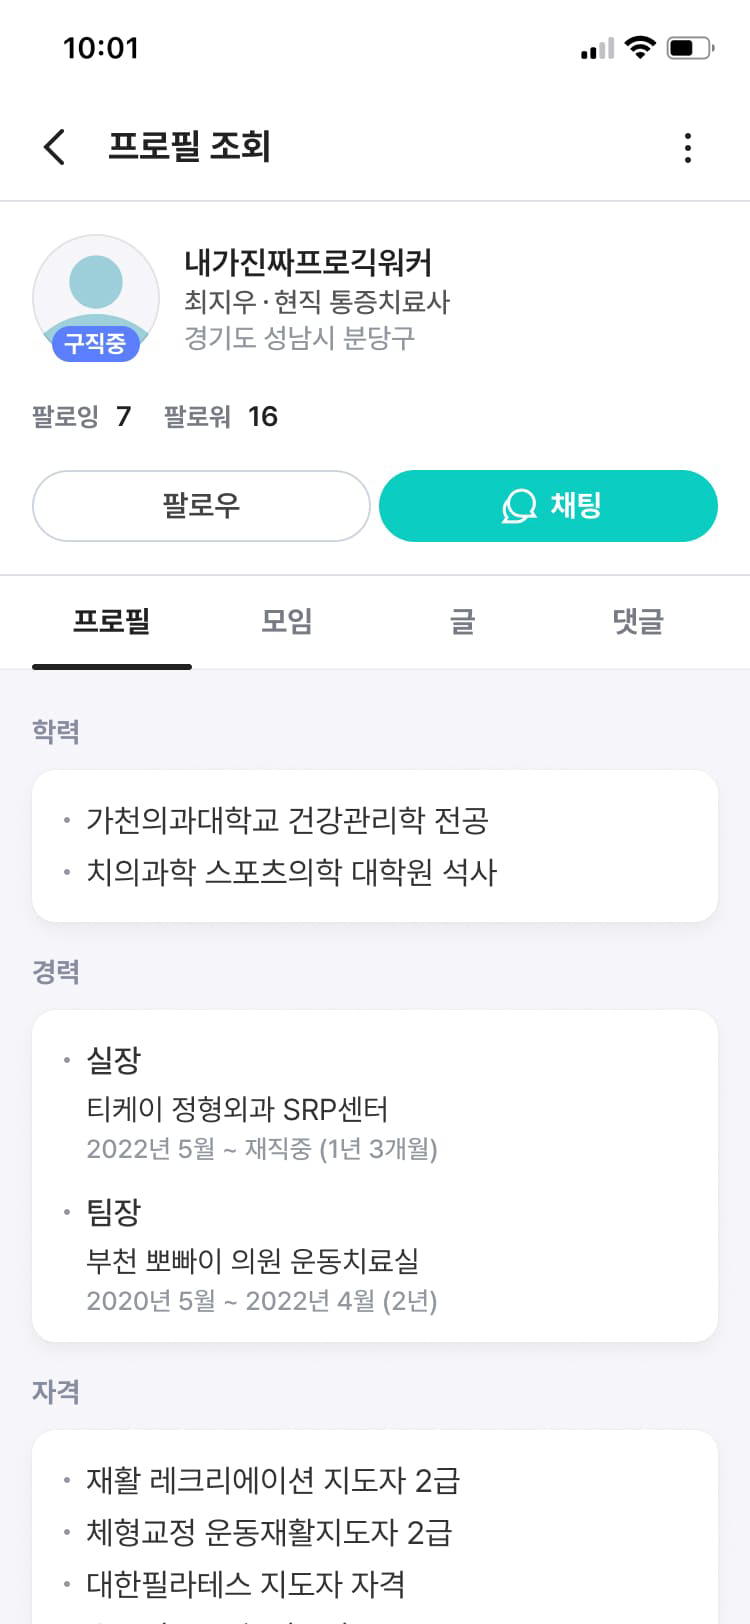 10:01
프로필 조회
내가진짜프로긱워커
최지우 · 현직 통증치료사
경기도 성남시 분당구
구직중
팔로잉 7 팔로워 16
팔로우 채팅
프로필 모임 글 댓글
학력
• 가천의과대학교 건강관리학 전공
• 치의과학 스포츠의학 대학원 석사
경력
• 실장
티케이 정형외과 SRP센터
2022년 5월 ~ 재직중 (1년 3개월)
• 팀장
부천 뽀빠이 의원 운동치료실
2020년 5월 ~ 2022년 4월 (2년)
자격
• 재활 레크리에이션 지도자 2급
• 체형교정 운동재활지도자 2급
• 대한필라테스 지도자 자격